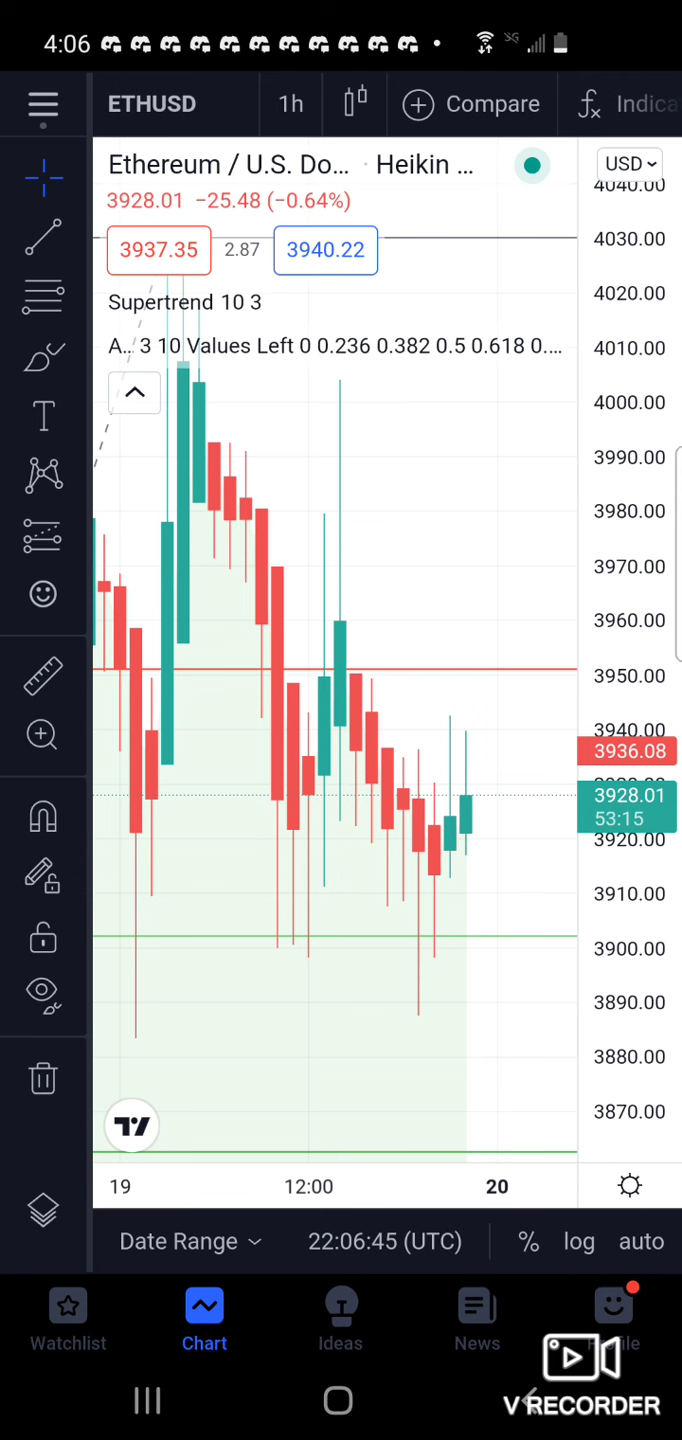 4:06
3G
ETHUSD 1h Compare Indica
Ethereum / U.S. Do... · Heikin ...
USD
3928.01 −25.48 (−0.64%)
3937.35 2.87 3940.22
Supertrend 10 3
A... 3 10 Values Left 0 0.236 0.382 0.5 0.618 0....
4040.00
4030.00
4020.00
4010.00
4000.00
3990.00
3980.00
3970.00
3960.00
3950.00
3940.00
3936.08
3928.01
53:15
3920.00
3910.00
3900.00
3890.00
3880.00
3870.00
19 12:00 20
Date Range 22:06:45 (UTC) % log auto
Watchlist Chart Ideas News Profile
V RECORDER